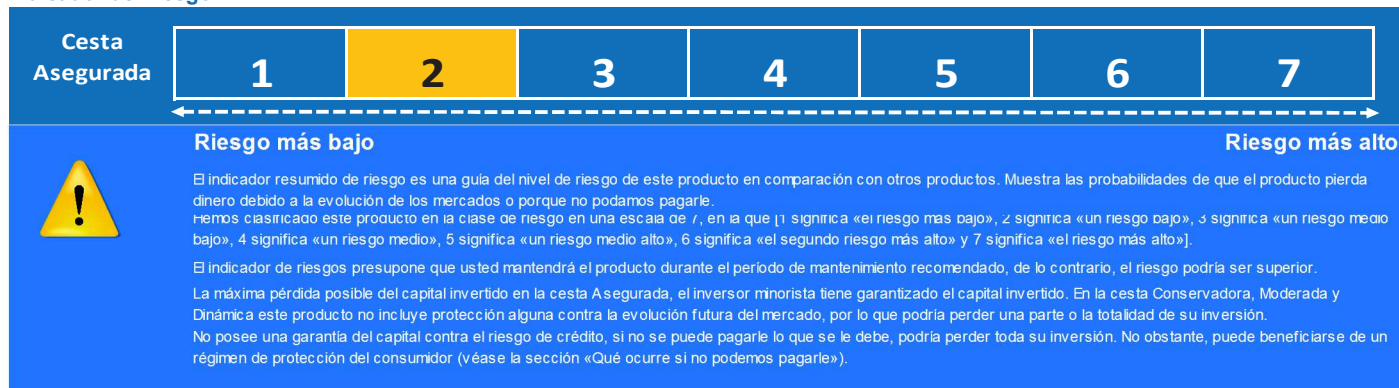 Cesta
Asegurada
1 2 3 4 5 6 7
Riesgo más bajo Riesgo más alto
El indicador resumido de riesgo es una guía del nivel de riesgo de este producto en comparación con otros productos. Muestra las probabilidades de que el producto pierda
dinero debido a la evolución de los mercados o porque no podamos pagarle.
Hemos clasificado este producto en la clase de riesgo en una escala de 7, en la que [1 significa «el riesgo más bajo», 2 significa «un riesgo bajo», 3 significa «un riesgo medio
bajo», 4 significa «un riesgo medio», 5 significa «un riesgo medio alto», 6 significa «el segundo riesgo más alto» y 7 significa «el riesgo más alto»].
El indicador de riesgos presupone que usted mantendrá el producto durante el período de mantenimiento recomendado, de lo contrario, el riesgo podría ser superior.
La máxima pérdida posible del capital invertido en la cesta Asegurada, el inversor minorista tiene garantizado el capital invertido. En la cesta Conservadora, Moderada y
Dinámica este producto no incluye protección alguna contra la evolución futura del mercado, por lo que podría perder una parte o la totalidad de su inversión.
No posee una garantía del capital contra el riesgo de crédito, si no se puede pagarle lo que se le debe, podría perder toda su inversión. No obstante, puede beneficiarse de un
régimen de protección del consumidor (véase la sección «Qué ocurre si no podemos pagarle»).